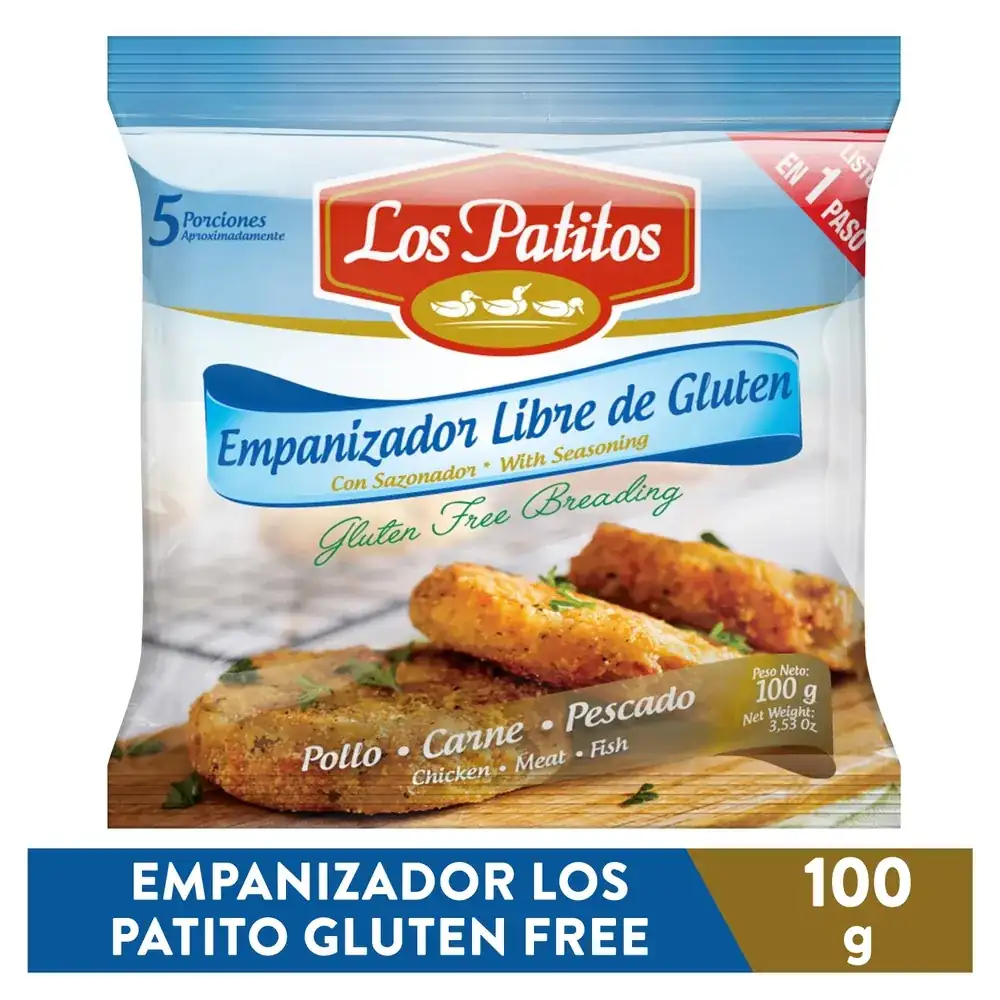 5 Porciones
Aproximadamente
LISTO
EN 1 PASO
Los Patitos
Empanizador Libre de Gluten
Con Sazonador • With Seasoning
Gluten Free Breading
Pollo • Carne • Pescado
Chicken • Meat • Fish
Peso Neto:
100 g
Net Weight:
3,53 Oz
EMPANIZADOR LOS
PATITO GLUTEN FREE
100
g